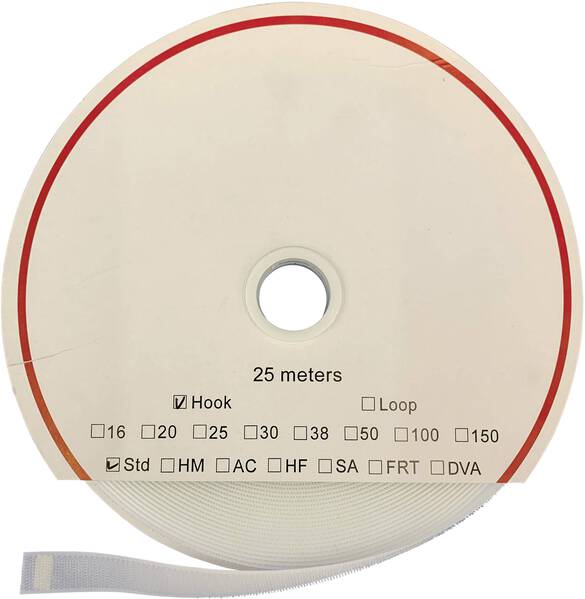 25 meters
☑Hook ☐Loop
☐16 ☐20 ☐25 ☐30 ☐38 ☐50 ☐100 ☐150
☑Std ☐HM ☐AC ☐HF ☐SA ☐FRT ☐DVA